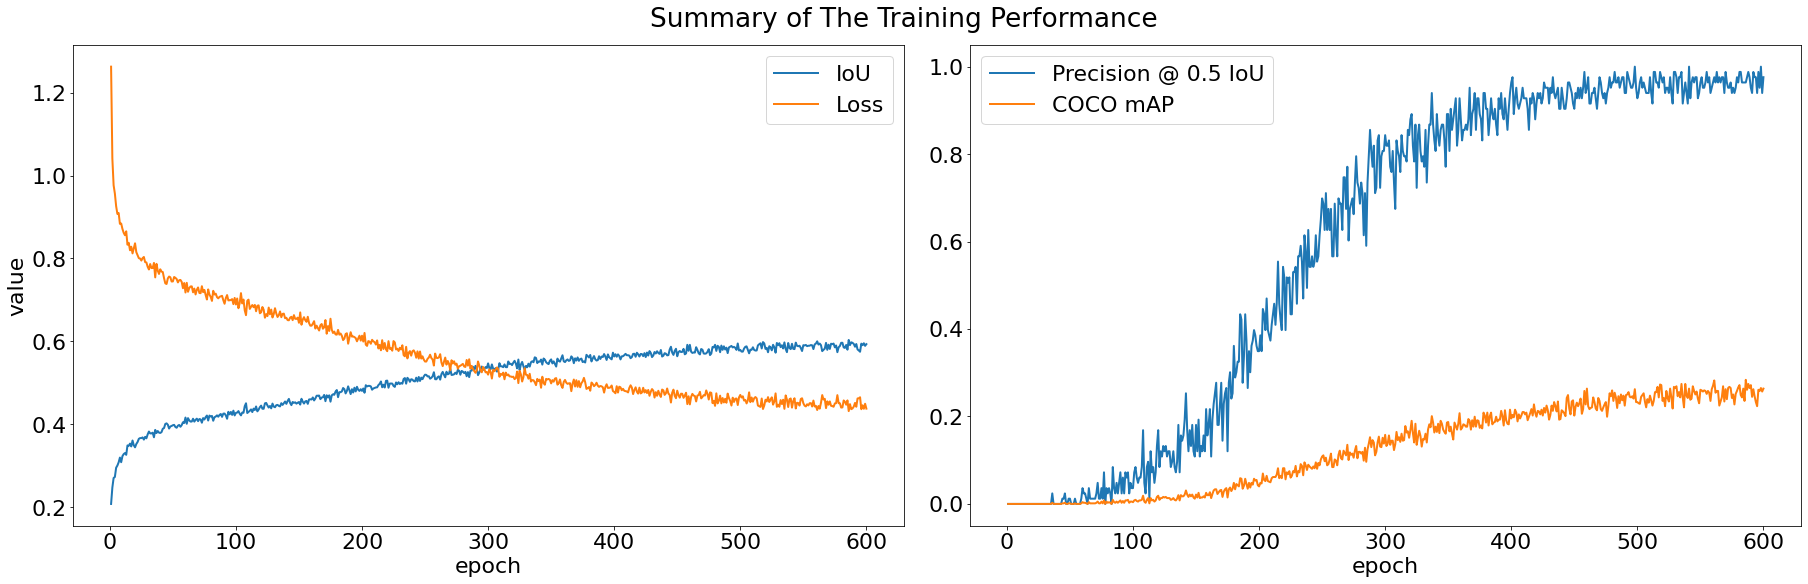 Summary of The Training Performance
IoU
Loss
value
1.2
1.0
0.8
0.6
0.4
0.2
0 100 200 300 400 500 600
epoch
Precision @ 0.5 IoU
COCO mAP
1.0
0.8
0.6
0.4
0.2
0.0
0 100 200 300 400 500 600
epoch